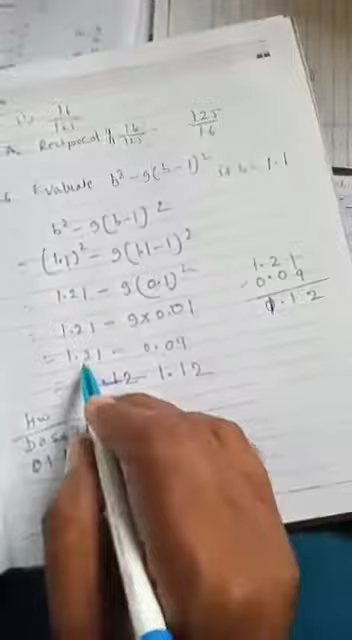 16
Reciprocal of 16/125 = 125/16
Evaluate b² - 9(b-1)² if b = 1.1
b² - 9(b-1)²
= (1.1)² - 9(1.1-1)²
= 1.21 - 9(0.1)²
= 1.21 - 9×0.01
= 1.21 - 0.09
1.12
1.21
- 0.09
1.12
HW